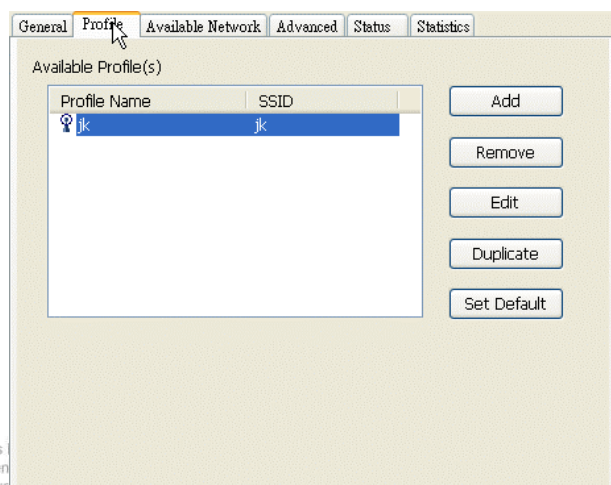 General Profile Available Network Advanced Status Statistics
Available Profile(s)
Profile Name SSID
jk jk
Add
Remove
Edit
Duplicate
Set Default